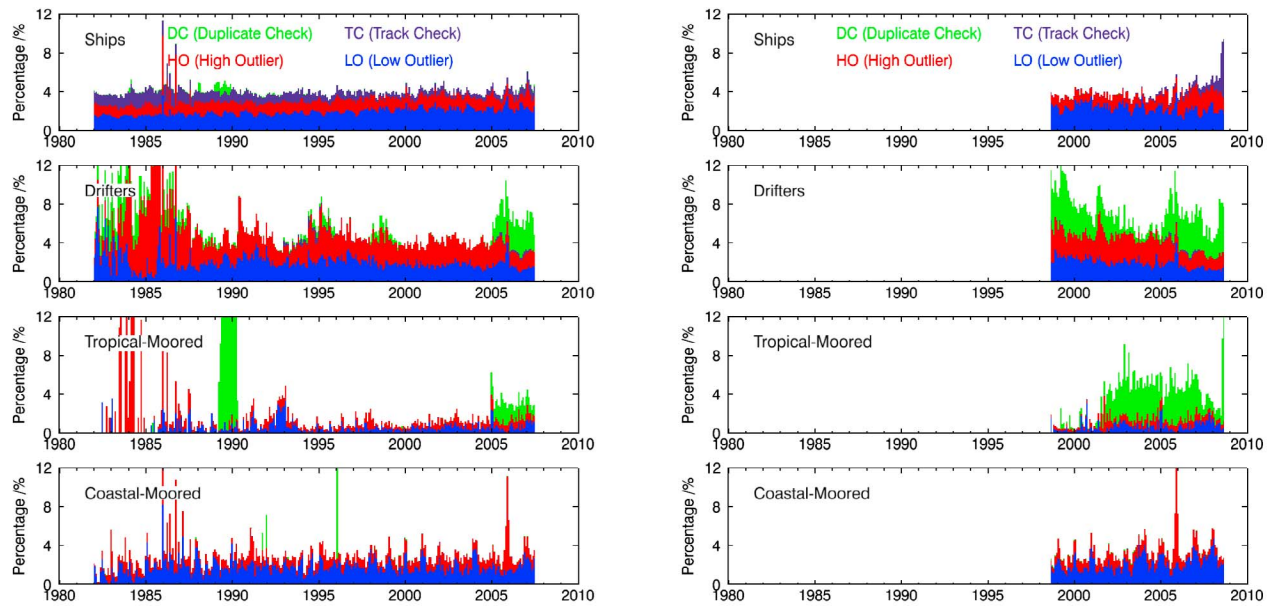 Ships
DC (Duplicate Check) TC (Track Check)
HO (High Outlier) LO (Low Outlier)
Percentage /%
12
8
4
0
1980 1985 1990 1995 2000 2005 2010
Ships
DC (Duplicate Check) TC (Track Check)
HO (High Outlier) LO (Low Outlier)
Percentage /%
12
8
4
0
1980 1985 1990 1995 2000 2005 2010
Drifters
Percentage /%
12
8
4
0
1980 1985 1990 1995 2000 2005 2010
Drifters
Percentage /%
12
8
4
0
1980 1985 1990 1995 2000 2005 2010
Tropical-Moored
Percentage /%
12
8
4
0
1980 1985 1990 1995 2000 2005 2010
Tropical-Moored
Percentage /%
12
8
4
0
1980 1985 1990 1995 2000 2005 2010
Coastal-Moored
Percentage /%
12
8
4
0
1980 1985 1990 1995 2000 2005 2010
Coastal-Moored
Percentage /%
12
8
4
0
1980 1985 1990 1995 2000 2005 2010